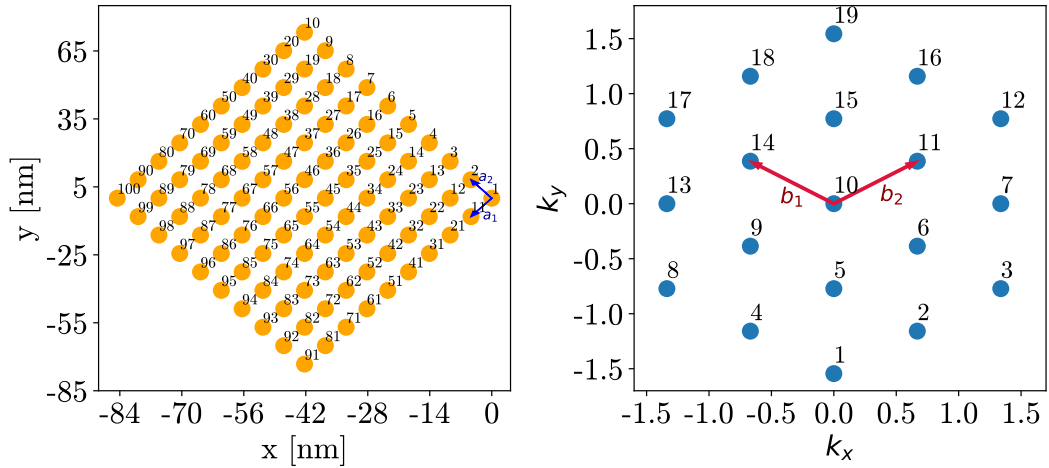 y [nm]
65
35
5
-25
-55
-85
10
20 9
30 19 8
40 29 18 7
50 39 28 17 6
60 49 38 27 16 5
70 59 48 37 26 15 4
80 69 58 47 36 25 14 3
90 79 68 57 46 35 24 13 2
a₂
100 89 78 67 56 45 34 23 12 1
99 88 77 66 55 44 33 22 11
a₁
98 87 76 65 54 43 32 21
97 86 75 64 53 42 31
96 85 74 63 52 41
95 84 73 62 51
94 83 72 61
93 82 71
92 81
91
-84 -70 -56 -42 -28 -14 0
x [nm]
k_y
1.5
1.0
0.5
0.0
-0.5
-1.0
-1.5
19
18 16
17 15 12
14 11
b₁ b₂
13 10 7
9 6
8 5 3
4 2
1
-1.5 -1.0 -0.5 0.0 0.5 1.0 1.5
k_x